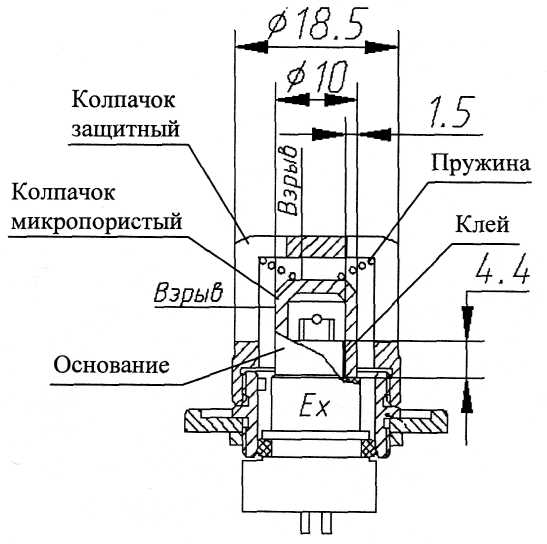 ϕ18.5
ϕ10
1.5
Колпачок
защитный
Взрыв
Пружина
Колпачок
микропористый
Клей
4.4
Взрыв
Основание
Ex